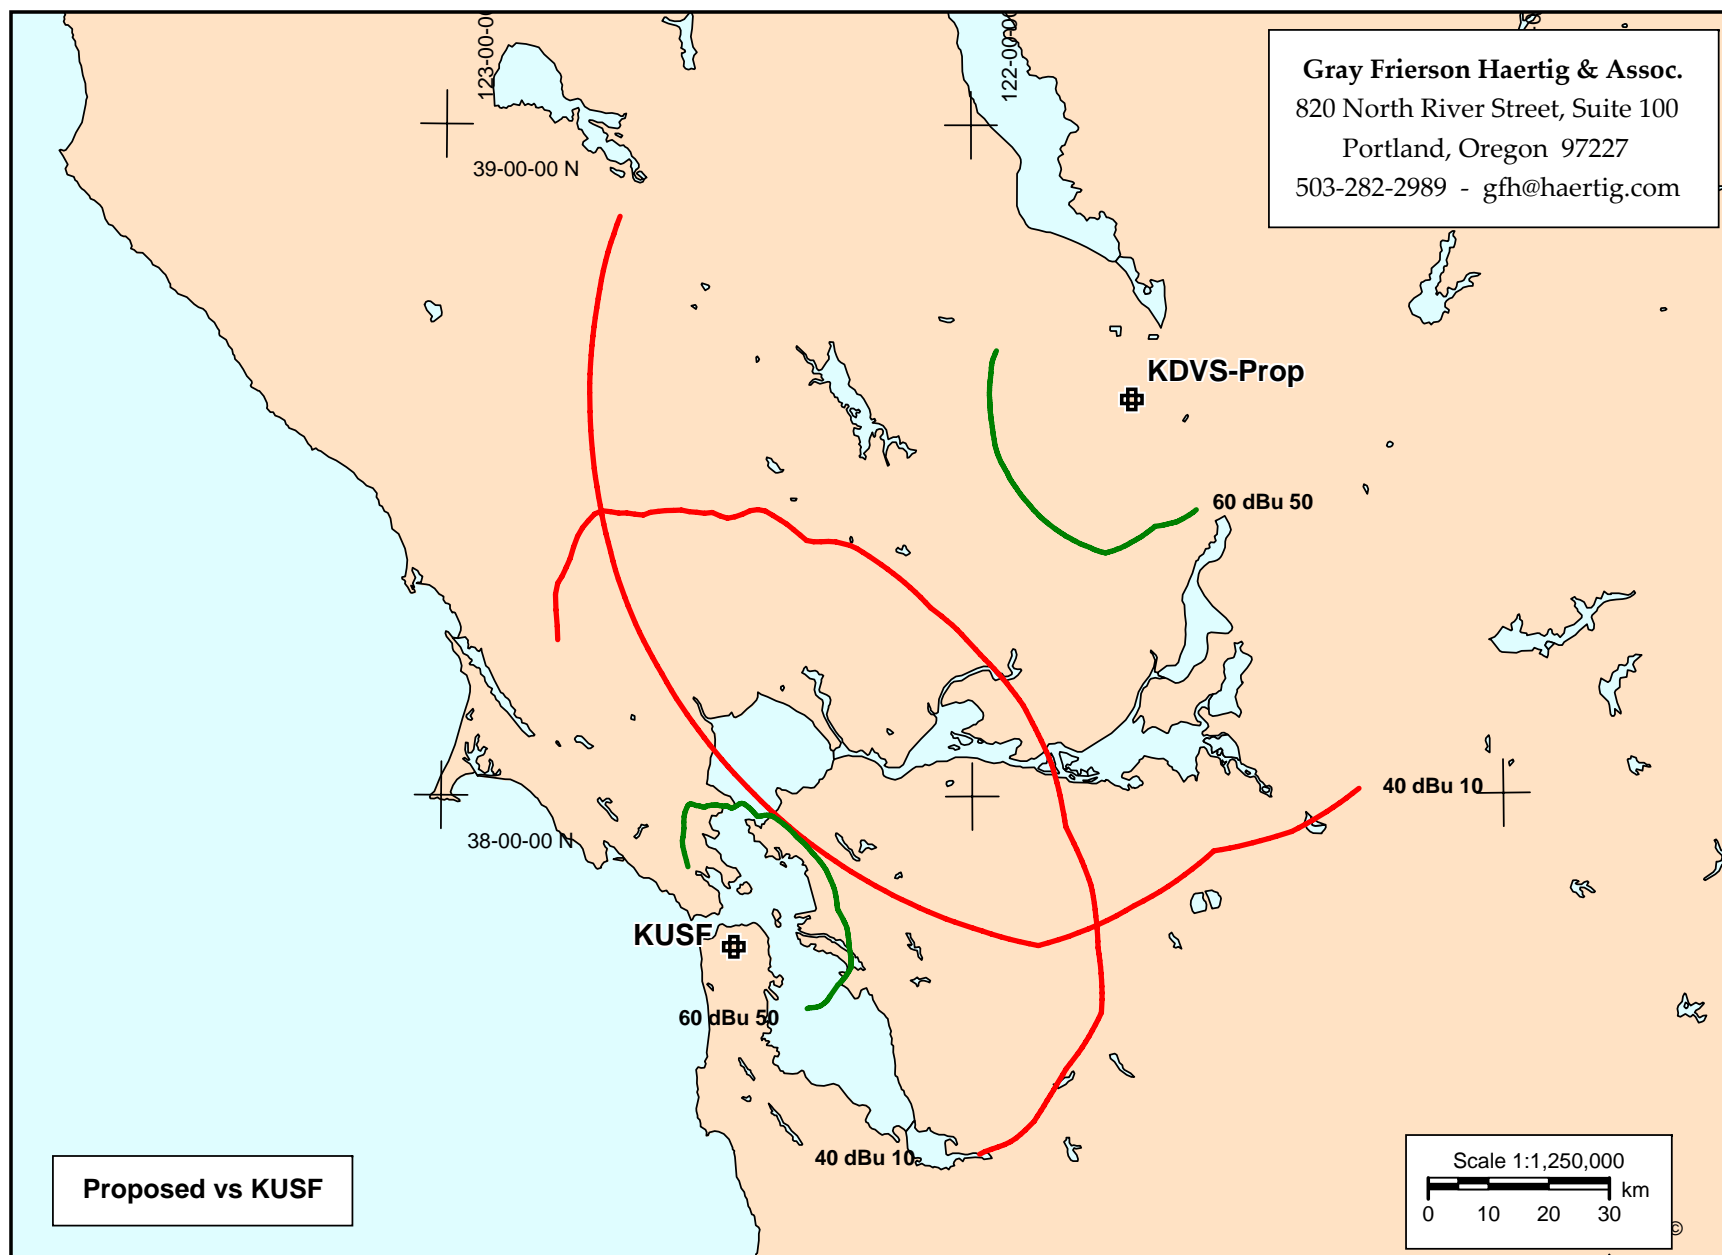 123-00-0
122-00-0
Gray Frierson Haertig & Assoc.
820 North River Street, Suite 100
Portland, Oregon 97227
503-282-2989 - gfh@haertig.com
39-00-00 N
KDVS-Prop
60 dBu 50
40 dBu 10
38-00-00 N
KUSF
60 dBu 50
40 dBu 10
Proposed vs KUSF
Scale 1:1,250,000
km
0 10 20 30
©